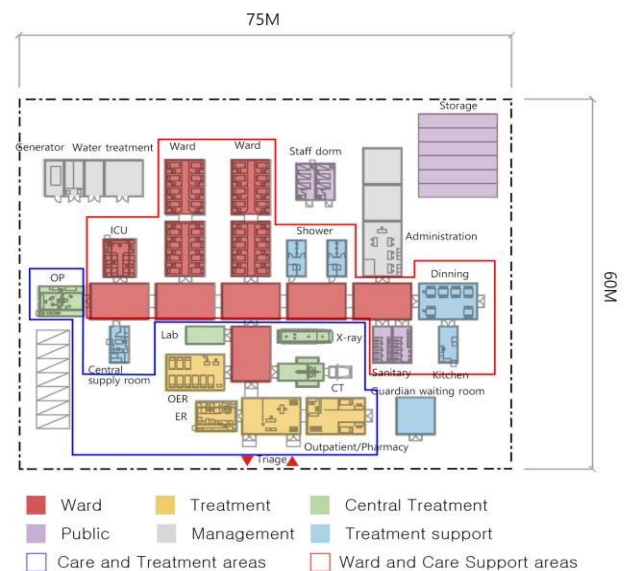 75M
Storage
Generator Water treatment
Ward
Ward
Staff dorm
ICU
Shower
Administration
OP
Dinning
60M
Lab
X-ray
Central
supply room
CT
Sanitary
Kitchen
OER
Guardian waiting room
ER
Outpatient/Pharmacy
Triage
Ward
Treatment
Central Treatment
Public
Management
Treatment support
Care and Treatment areas
Ward and Care Support areas